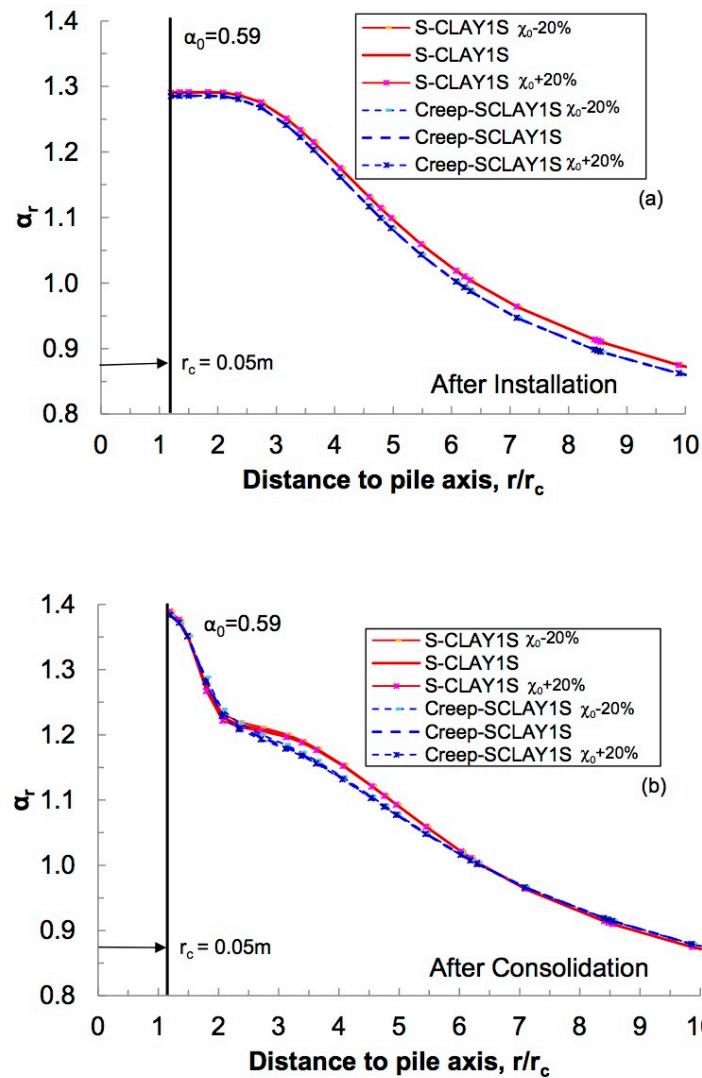 1.4
α₀=0.59
S-CLAY1S χ₀-20%
S-CLAY1S
S-CLAY1S χ₀+20%
Creep-SCLAY1S χ₀-20%
Creep-SCLAY1S
Creep-SCLAY1S χ₀+20%
(a)
1.3
1.2
1.1
1.0
0.9
0.8
αr
r_c = 0.05m
After Installation
0 1 2 3 4 5 6 7 8 9 10
Distance to pile axis, r/r_c
1.4
α₀=0.59
S-CLAY1S χ₀-20%
S-CLAY1S
S-CLAY1S χ₀+20%
Creep-SCLAY1S χ₀-20%
Creep-SCLAY1S
Creep-SCLAY1S χ₀+20%
(b)
1.3
1.2
1.1
1.0
0.9
0.8
αr
r_c = 0.05m
After Consolidation
0 1 2 3 4 5 6 7 8 9
Distance to pile axis, r/r_c